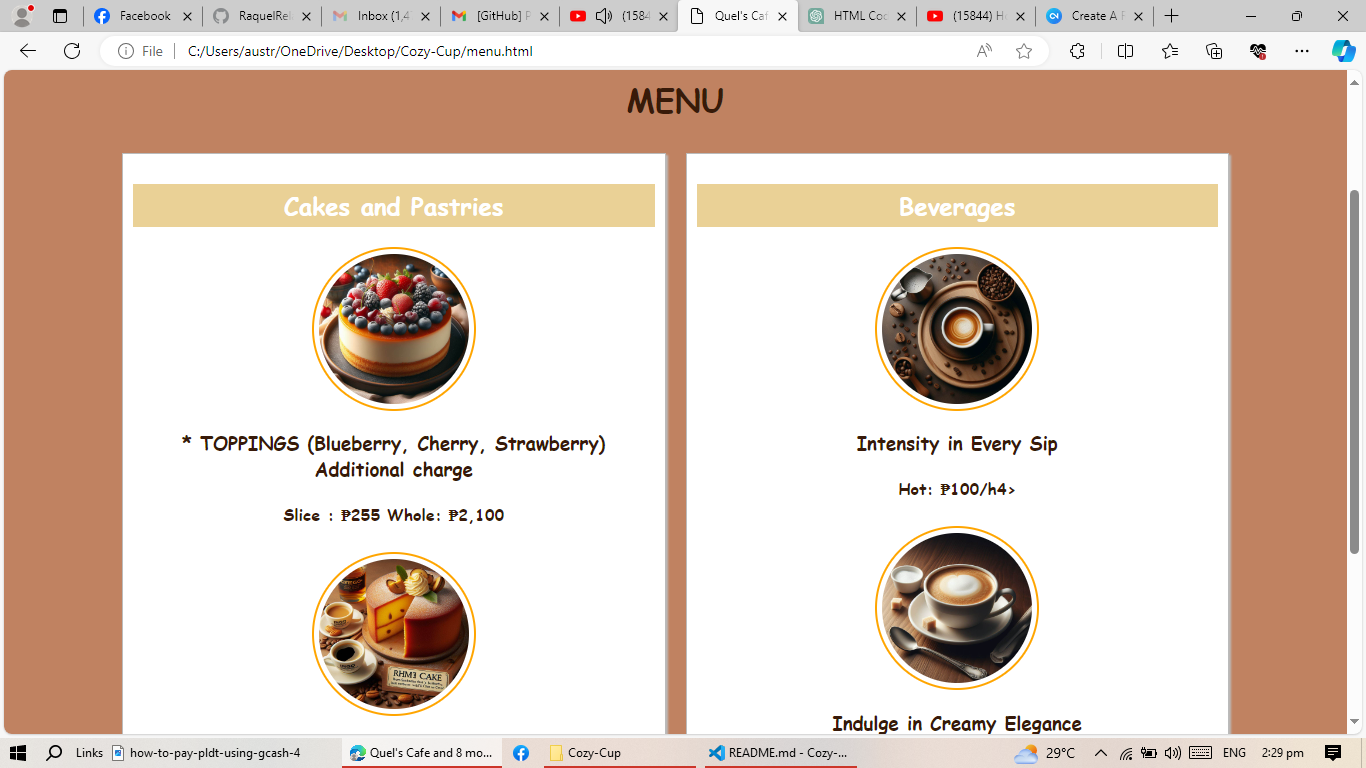 Facebook
RaquelRel
Inbox (1,4
[GitHub] P
(1584
Quel's Caf
HTML Coc
(15844) H
Create A F
File
C:/Users/austr/OneDrive/Desktop/Cozy-Cup/menu.html
MENU
Cakes and Pastries
Beverages
* TOPPINGS (Blueberry, Cherry, Strawberry)
Additional charge
Slice : ₱255 Whole: ₱2,100
Intensity in Every Sip
Hot: ₱100/h4>
RHM3 CAKE
Indulge in Creamy Elegance
Links
how-to-pay-pldt-using-gcash-4
Quel's Cafe and 8 mo...
Cozy-Cup
README.md - Cozy-...
29°C
ENG
2:29 pm